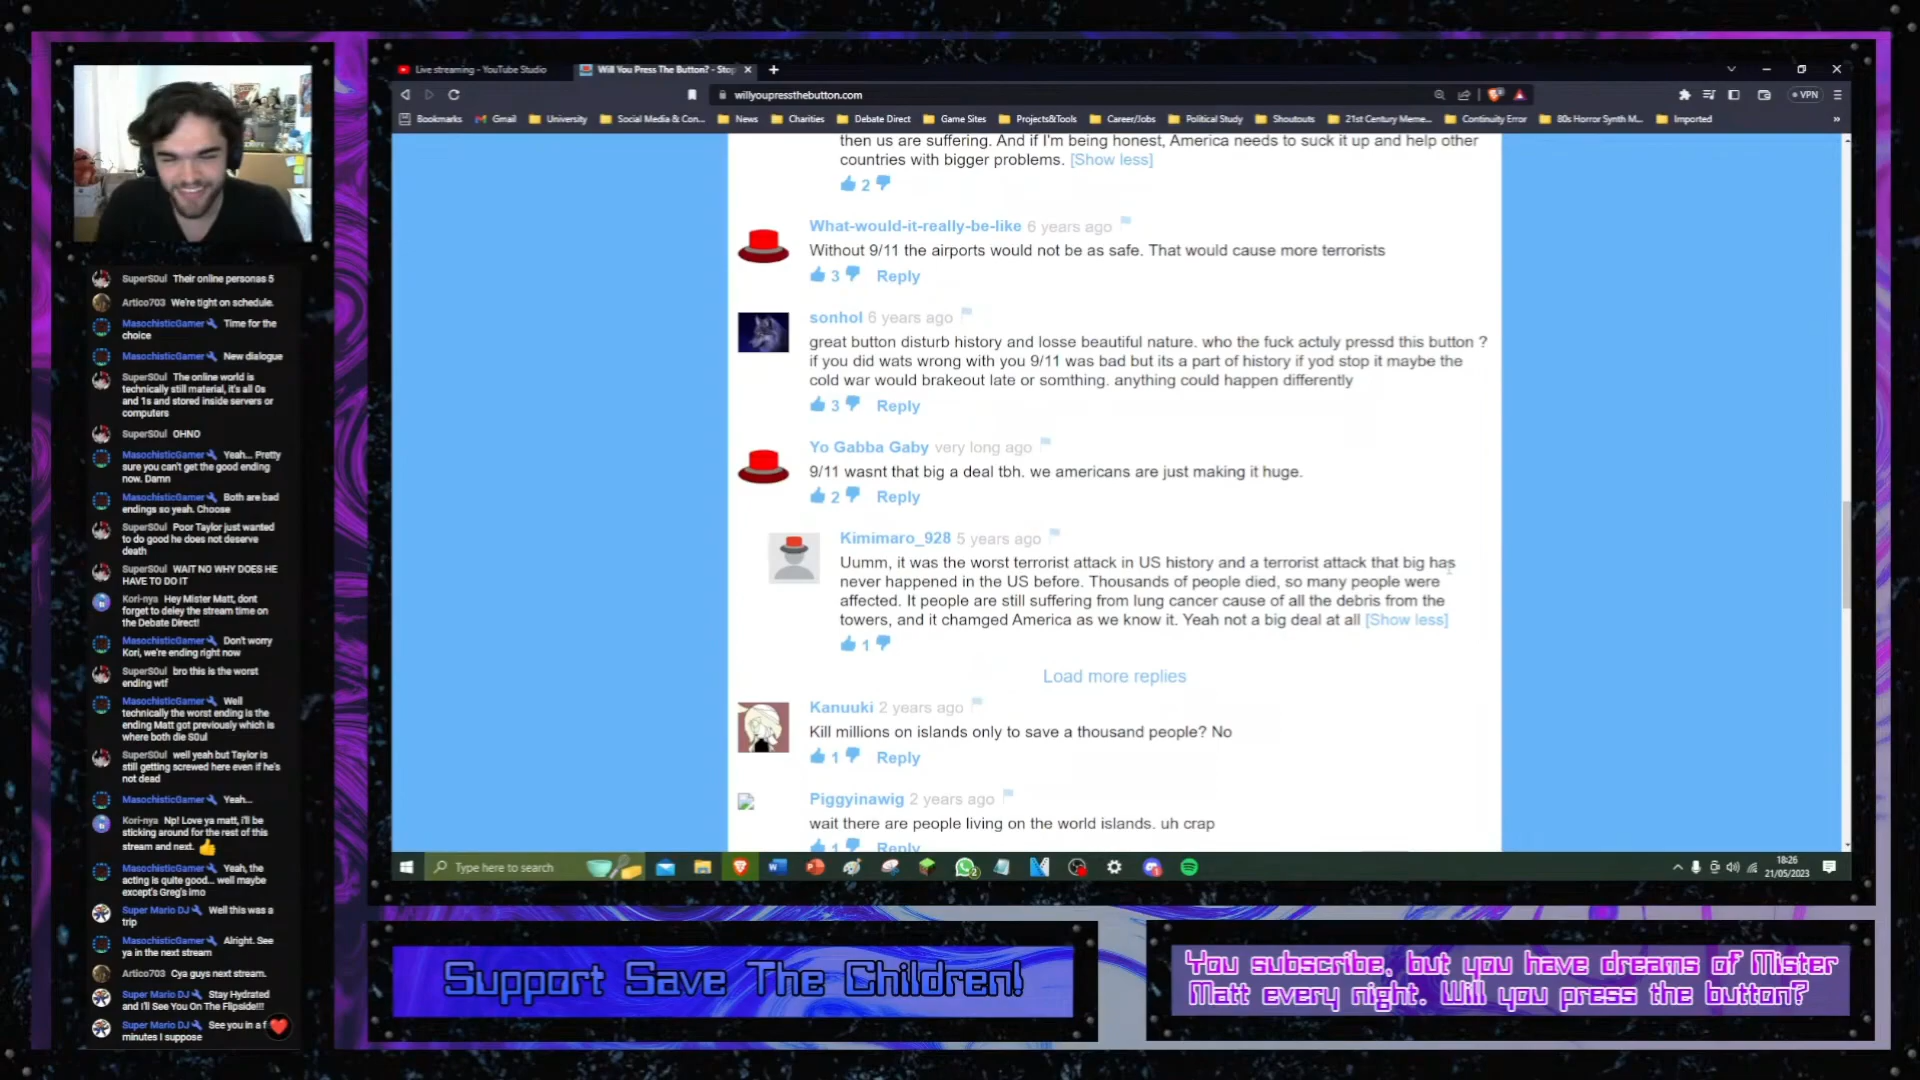 SuperS0ul Their online personas 5
Artico703 We're tight on schedule.
MasochisticGamer Time for the
choice
MasochisticGamer New dialogue
SuperS0ul The online world is
technically still material, it's all 0s
and 1s and stored inside servers or
computers
SuperS0ul OHNO
MasochisticGamer Yeah... Pretty
sure you can't get the good ending
now. Damn
MasochisticGamer Both are bad
endings so yeah. Choose
SuperS0ul Poor Taylor just wanted
to do good he does not deserve
death
SuperS0ul WAIT NO WHY DOES HE
HAVE TO DO IT
Kori-nya Hey Mister Matt, dont
forget to deley the stream time on
the Debate Direct!
MasochisticGamer Don't worry
Kori, we're ending right now
SuperS0ul bro this is the worst
ending wtf
MasochisticGamer Well
technically the worst ending is the
ending Matt got previously which is
where both die S0ul
SuperS0ul well yeah but Taylor is
still getting screwed here even if he's
not dead
MasochisticGamer Yeah...
Kori-nya Np! Love ya matt, i'll be
sticking around for the rest of this
stream and next. 👍
MasochisticGamer Yeah, the
acting is quite good... well maybe
except's Greg's imo
Super Mario DJ Well this was a
trip
MasochisticGamer Alright. See
ya in the next stream
Artico703 Cya guys next stream.
Super Mario DJ Stay Hydrated
and I'll See You On The Flipside!!!
Super Mario DJ See you in a f
minutes I suppose
Live streaming - YouTube Studio
Will You Press The Button? - Sto
willyoupressthebutton.com
VPN
Bookmarks Gmail University Social Media & Con... News Charities Debate Direct Game Sites Projects&Tools Career/Jobs Political Study Shoutouts 21st Century Meme... Continuity Error 80s Horror Synth M... Imported
then us are suffering. And if I'm being honest, America needs to suck it up and help other
countries with bigger problems. [Show less]
2
What-would-it-really-be-like 6 years ago
Without 9/11 the airports would not be as safe. That would cause more terrorists
3 Reply
sonhol 6 years ago
great button disturb history and losse beautiful nature. who the fuck actuly pressd this button ?
if you did wats wrong with you 9/11 was bad but its a part of history if yod stop it maybe the
cold war would brakeout late or somthing. anything could happen differently
3 Reply
Yo Gabba Gaby very long ago
9/11 wasnt that big a deal tbh. we americans are just making it huge.
2 Reply
Kimimaro_928 5 years ago
Uumm, it was the worst terrorist attack in US history and a terrorist attack that big has
never happened in the US before. Thousands of people died, so many people were
affected. It people are still suffering from lung cancer cause of all the debris from the
towers, and it chamged America as we know it. Yeah not a big deal at all [Show less]
1
Load more replies
Kanuuki 2 years ago
Kill millions on islands only to save a thousand people? No
1 Reply
Piggyinawig 2 years ago
wait there are people living on the world islands. uh crap
1 Reply
Type here to search
18:26
21/05/2023
Support Save The Children!
You subscribe, but you have dreams of Mister
Matt every night. Will you press the button?